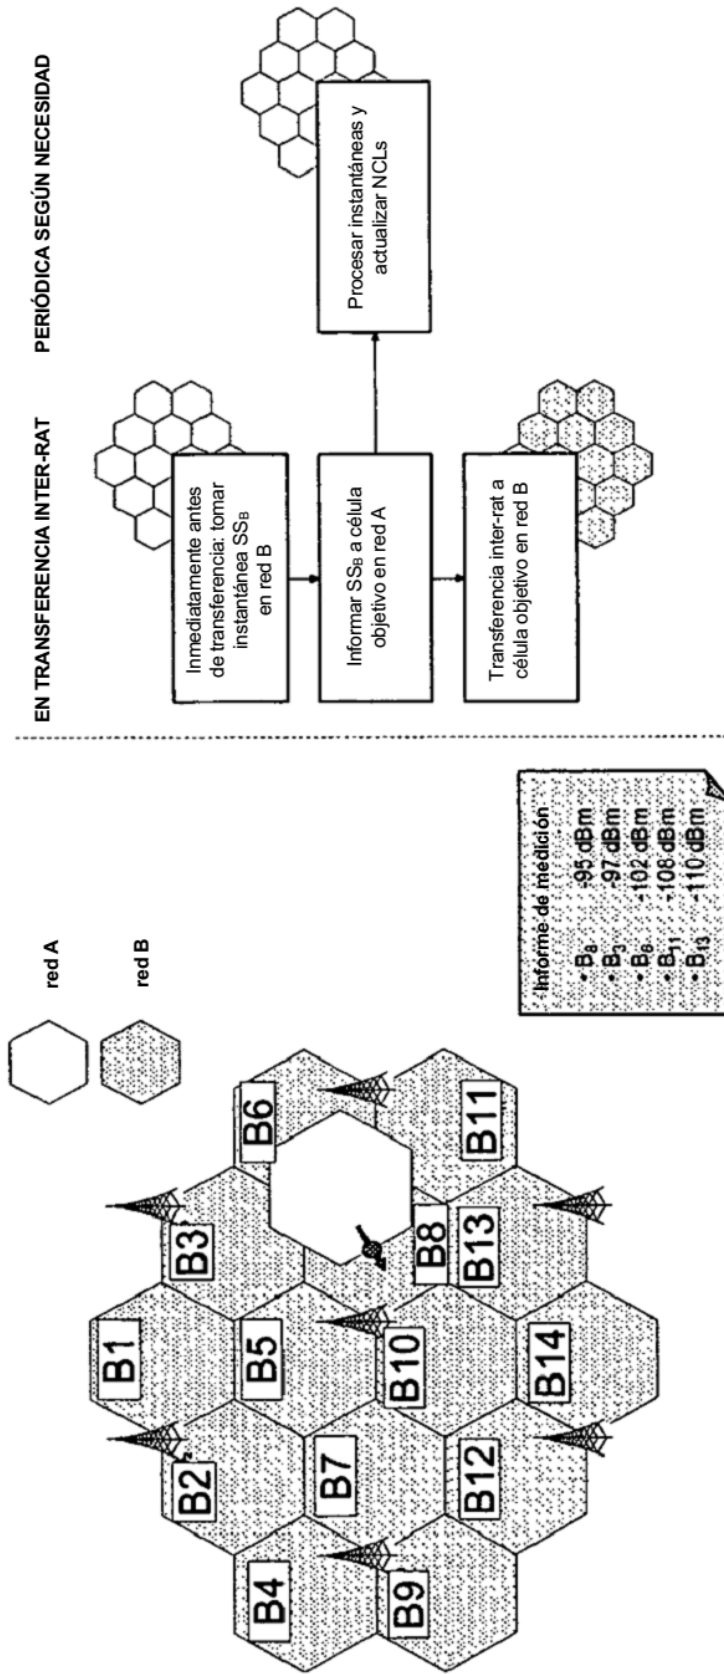 red A
red B
B1
B2
B3
B4
B5
B6
B7
B8
B9
B10
B11
B12
B13
B14
Informe de medición
• B8 -95 dBm
• B3 -97 dBm
• B6 -102 dBm
• B11 -108 dBm
• B13 -110 dBm
EN TRANSFERENCIA INTER-RAT
PERIÓDICA SEGÚN NECESIDAD
Inmediatamente antes
de transferencia: tomar
instantánea SSB
en red B
Informar SSB a célula
objetivo en red A
Transferencia inter-rat a
célula objetivo en red B
Procesar instantáneas y
actualizar NCLs